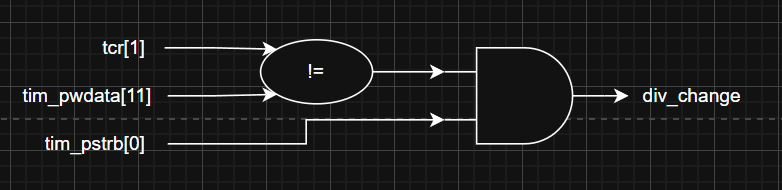 tcr[1]
!=
tim_pwdata[11]
div_change
tim_pstrb[0]